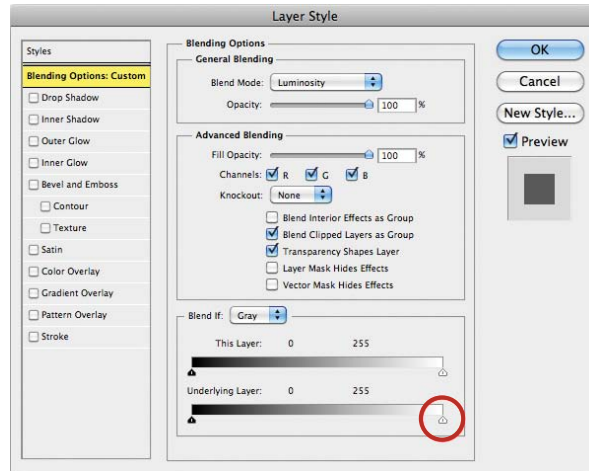 Layer Style
Styles
Blending Options: Custom
Drop Shadow
Inner Shadow
Outer Glow
Inner Glow
Bevel and Emboss
Contour
Texture
Satin
Color Overlay
Gradient Overlay
Pattern Overlay
Stroke
Blending Options
General Blending
Blend Mode: Luminosity
Opacity: 100 %
Advanced Blending
Fill Opacity: 100 %
Channels: R G B
Knockout: None
Blend Interior Effects as Group
Blend Clipped Layers as Group
Transparency Shapes Layer
Layer Mask Hides Effects
Vector Mask Hides Effects
Blend If: Gray
This Layer: 0 255
Underlying Layer: 0 255
OK
Cancel
New Style...
Preview